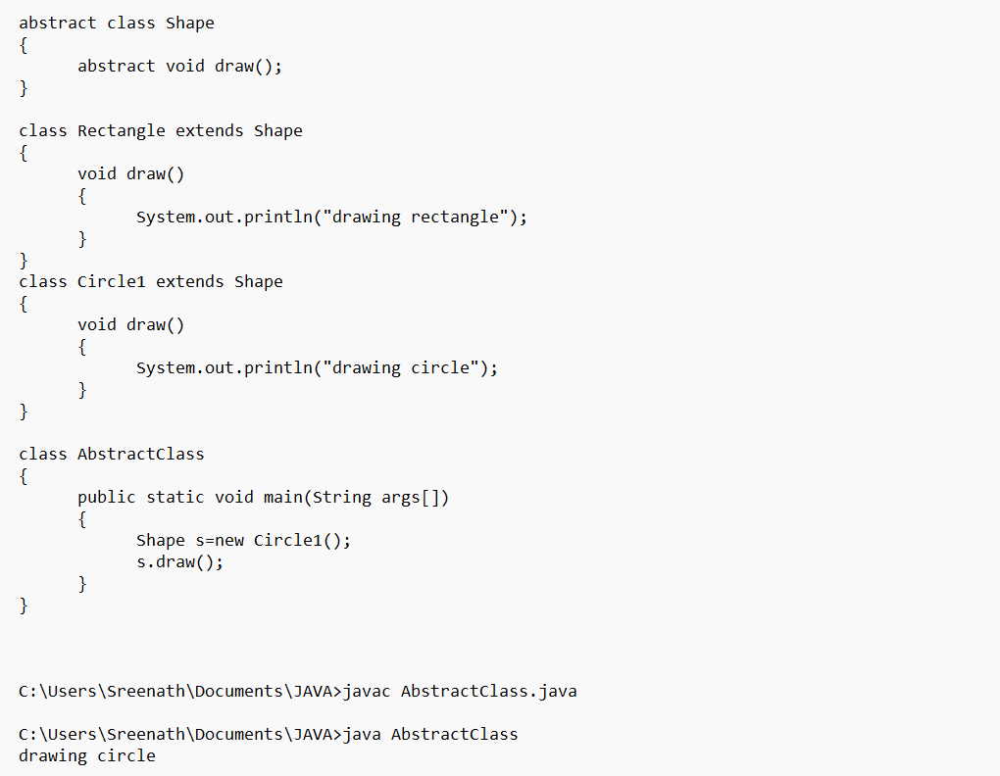 abstract class Shape
{
      abstract void draw();
}

class Rectangle extends Shape
{
      void draw()
      {
            System.out.println("drawing rectangle");
      }
}
class Circle1 extends Shape
{
      void draw()
      {
            System.out.println("drawing circle");
      }
}

class AbstractClass
{
      public static void main(String args[])
      {
            Shape s=new Circle1();
            s.draw();
      }
}

C:\Users\Sreenath\Documents\JAVA>javac AbstractClass.java

C:\Users\Sreenath\Documents\JAVA>java AbstractClass
drawing circle